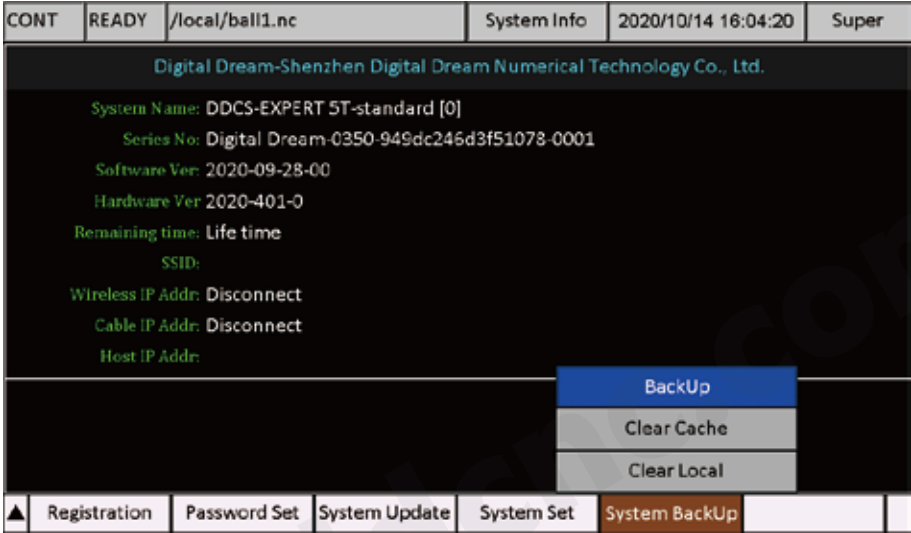 CONT READY /local/ball1.nc System Info 2020/10/14 16:04:20 Super
Digital Dream-Shenzhen Digital Dream Numerical Technology Co., Ltd.
System Name: DDCS-EXPERT 5T-standard [0]
Series No: Digital Dream-0350-949dc246d3f51078-0001
Software Ver: 2020-09-28-00
Hardware Ver 2020-401-0
Remaining time: Life time
SSID:
Wireless IP Addr: Disconnect
Cable IP Addr: Disconnect
Host IP Addr:
BackUp
Clear Cache
Clear Local
▲ Registration Password Set System Update System Set System BackUp